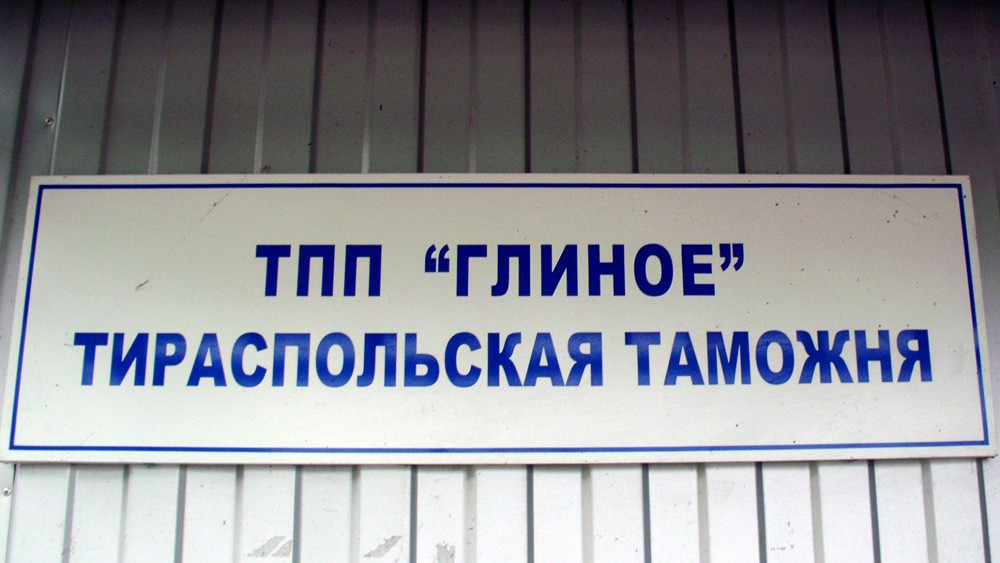 ТПП “ГЛИНОЕ”
ТИРАСПОЛЬСКАЯ ТАМОЖНЯ